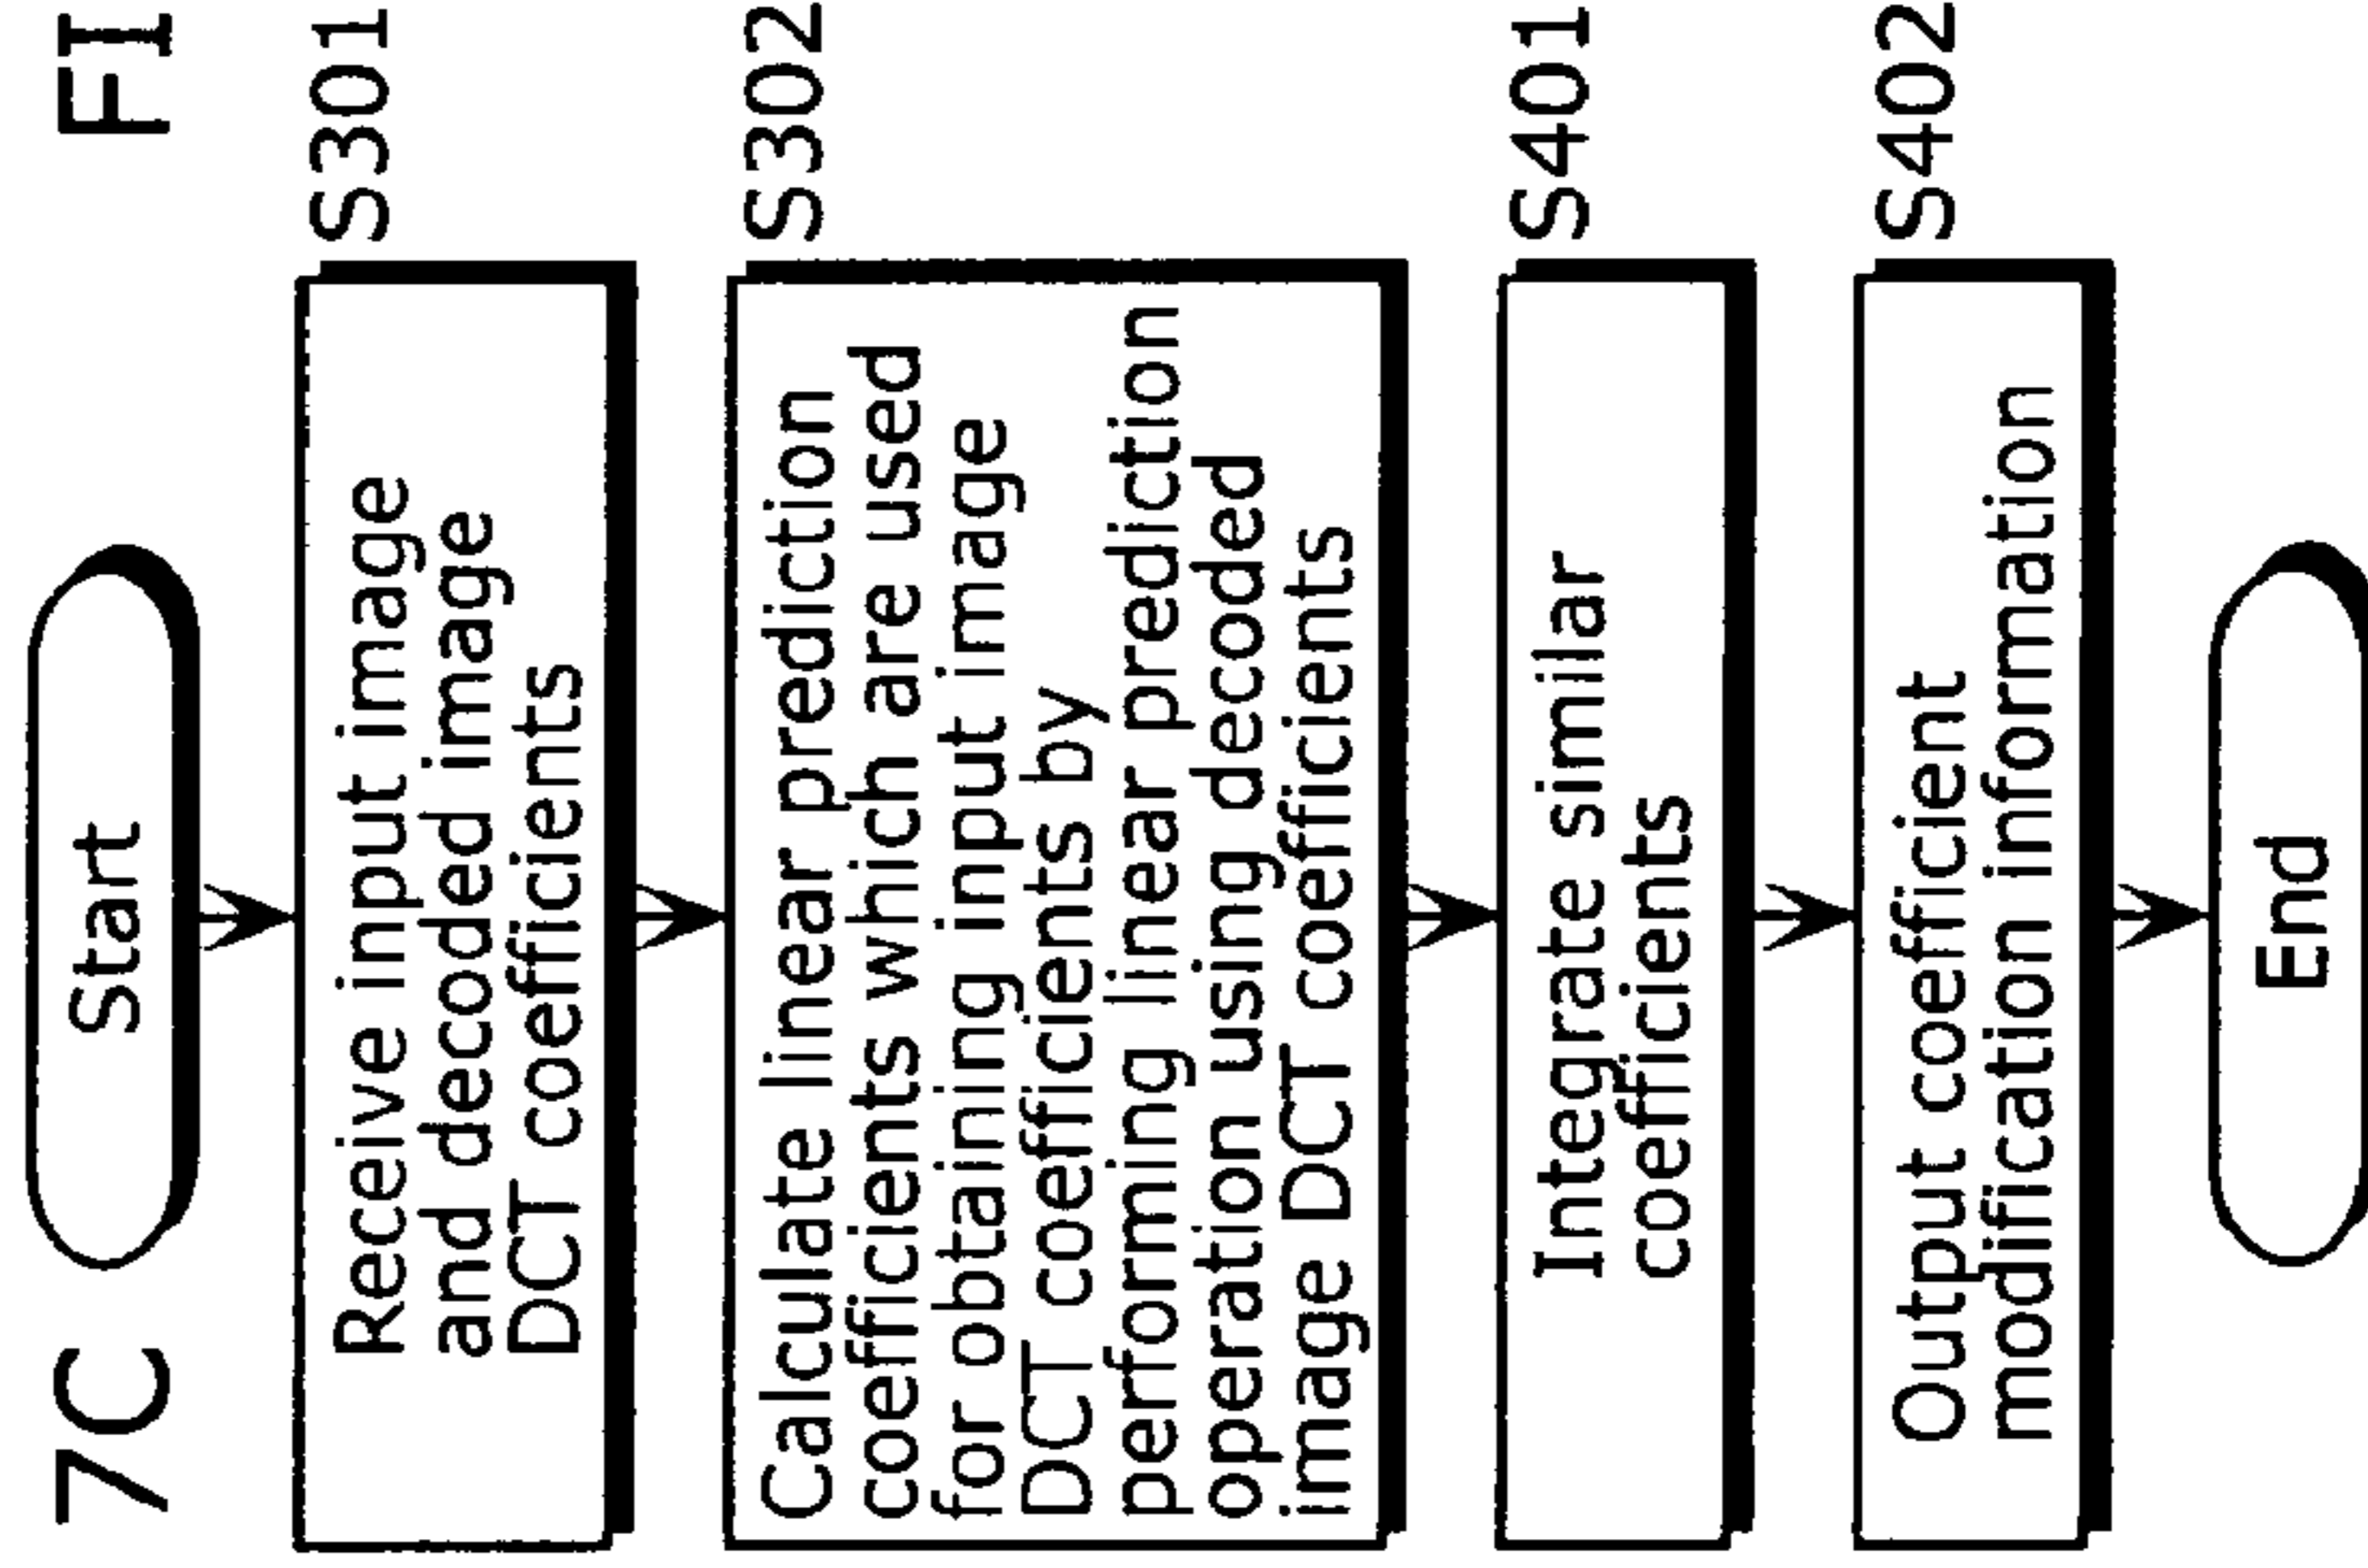 7C
FI
Start
S301
Receive input image
and decoded image
DCT coefficients
S302
Calculate linear prediction
coefficients which are used
for obtaining input image
DCT coefficients by
performing linear prediction
operation using decoded
image DCT coefficients
S401
Integrate similar
coefficients
S402
Output coefficient
modification information
End